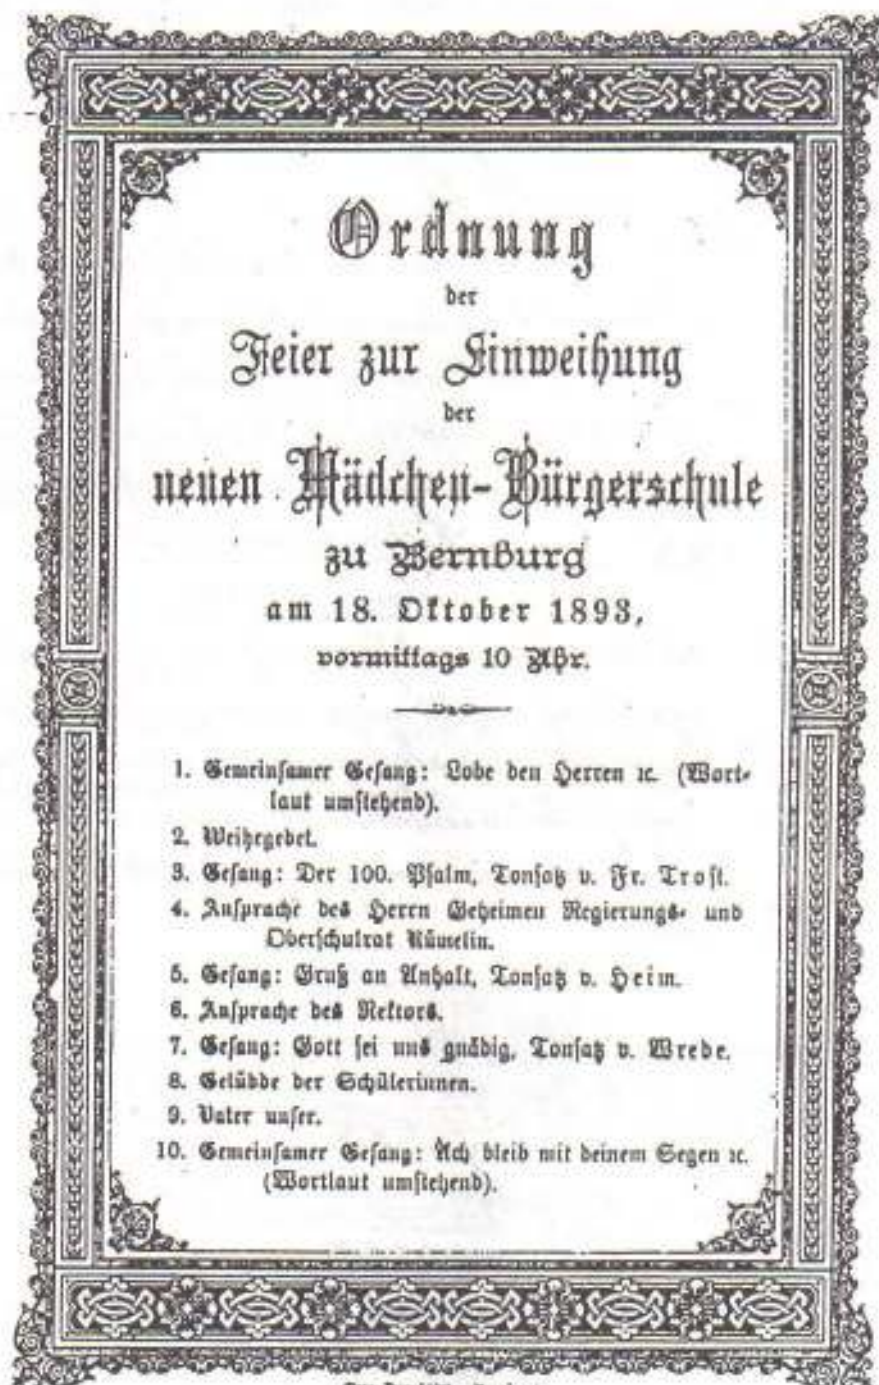 Ordnung
der
Feier zur Einweihung
der
neuen Mädchen-Bürgerschule
zu Bernburg
am 18. Oktober 1893,
vormittags 10 Uhr.
1. Gemeinsamer Gesang: Lobe den Herren ꝛc. (Wort-
laut umstehend).
2. Weihegebet.
3. Gesang: Der 100. Psalm, Tonsatz v. Fr. Trost.
4. Ansprache des Herrn Geheimen Regierungs- und
Oberschulrat Rümelin.
5. Gesang: Gruß an Anhalt, Tonsatz v. Heim.
6. Ansprache des Rektors.
7. Gesang: Gott sei uns gnädig, Tonsatz v. Wrede.
8. Gelübde der Schülerinnen.
9. Vater unser.
10. Gemeinsamer Gesang: Ach bleib mit deinem Segen ꝛc.
(Wortlaut umstehend).